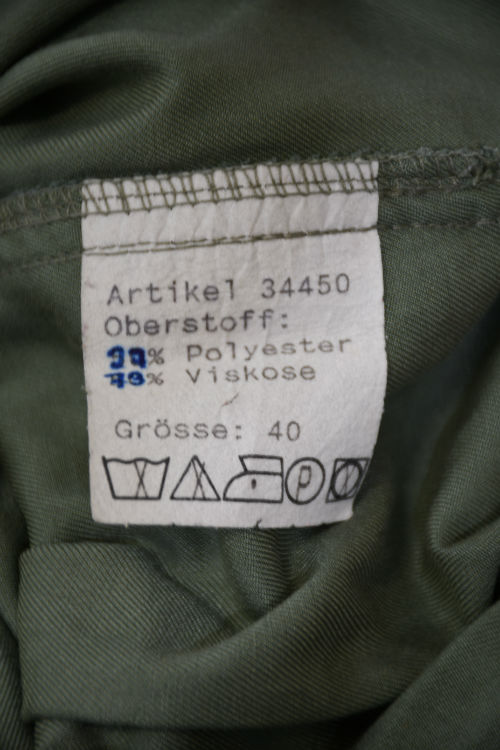 Artikel 34450
Oberstoff:
% Polyester
% Viskose
Grösse: 40
P